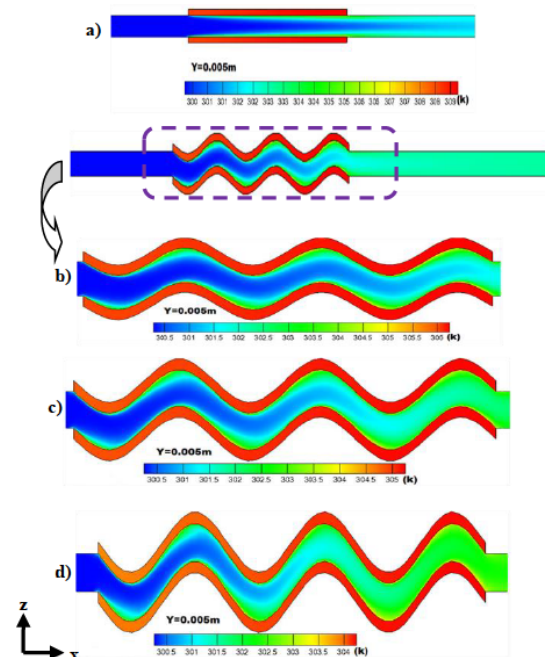 a)
Y=0.005m
300 301 302 303 304 305 306 307 308 309 (k)
b)
Y=0.005m
300.5 301 301.5 302 302.5 303 303.5 304 304.5 305 305.5 306 (k)
c)
Y=0.005m
300.5 301 301.5 302 302.5 303 303.5 304 304.5 305 (k)
d)
Y=0.005m
300.5 301 301.5 302 302.5 303 303.5 304 (k)
z
x